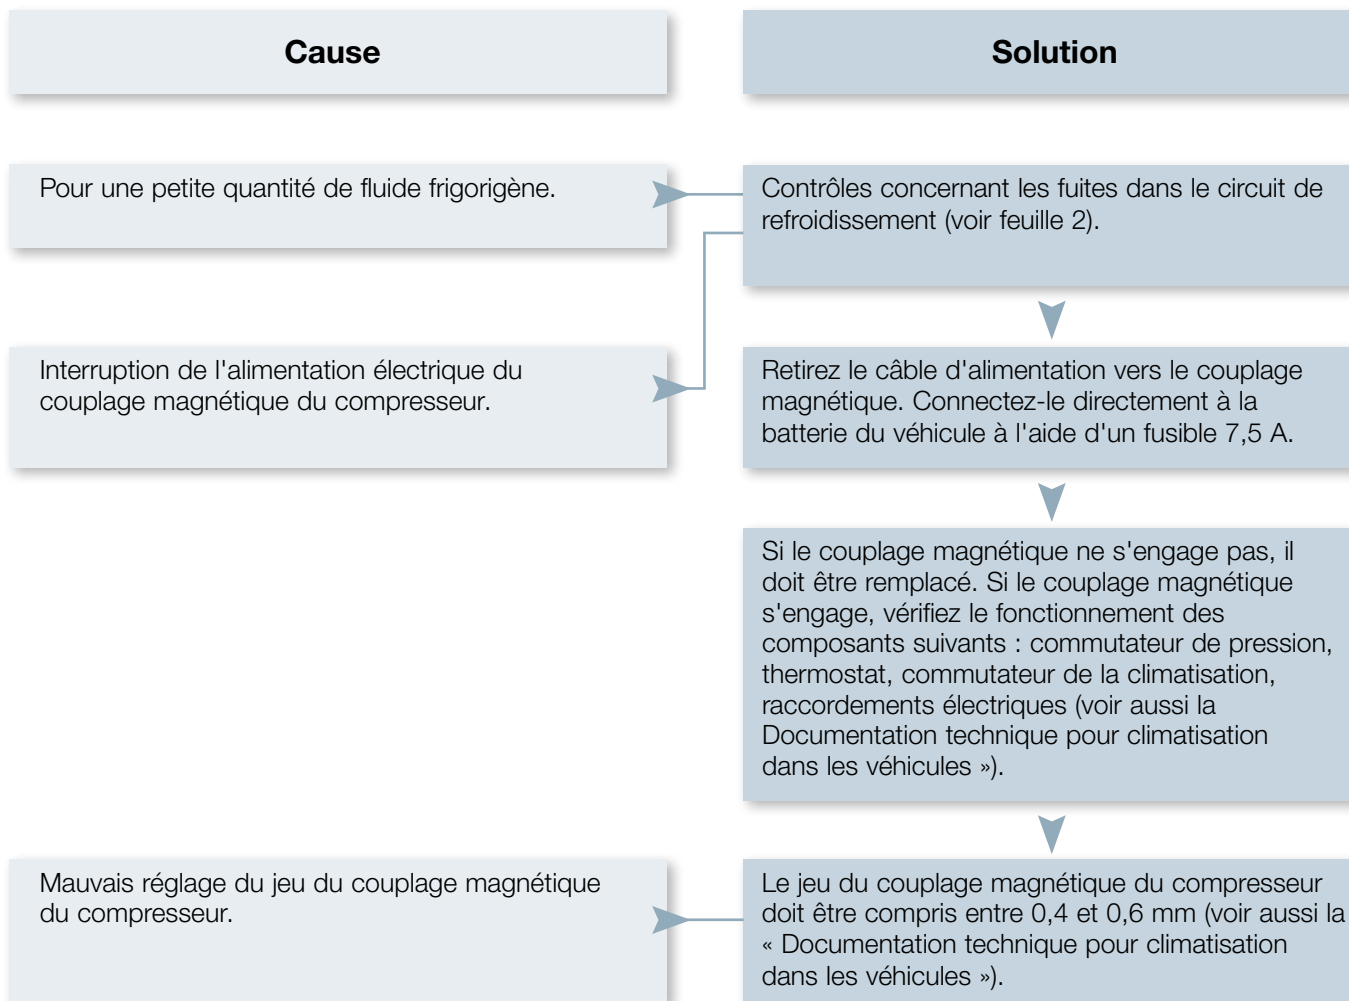 Cause
Solution
Pour une petite quantité de fluide frigorigène.
Contrôles concernant les fuites dans le circuit de
refroidissement (voir feuille 2).
Interruption de l'alimentation électrique du
couplage magnétique du compresseur.
Retirez le câble d'alimentation vers le couplage
magnétique. Connectez-le directement à la
batterie du véhicule à l'aide d'un fusible 7,5 A.
Si le couplage magnétique ne s'engage pas, il
doit être remplacé. Si le couplage magnétique
s'engage, vérifiez le fonctionnement des
composants suivants : commutateur de pression,
thermostat, commutateur de la climatisation,
raccordements électriques (voir aussi la
Documentation technique pour climatisation
dans les véhicules »).
Mauvais réglage du jeu du couplage magnétique
du compresseur.
Le jeu du couplage magnétique du compresseur
doit être compris entre 0,4 et 0,6 mm (voir aussi la
« Documentation technique pour climatisation
dans les véhicules »).